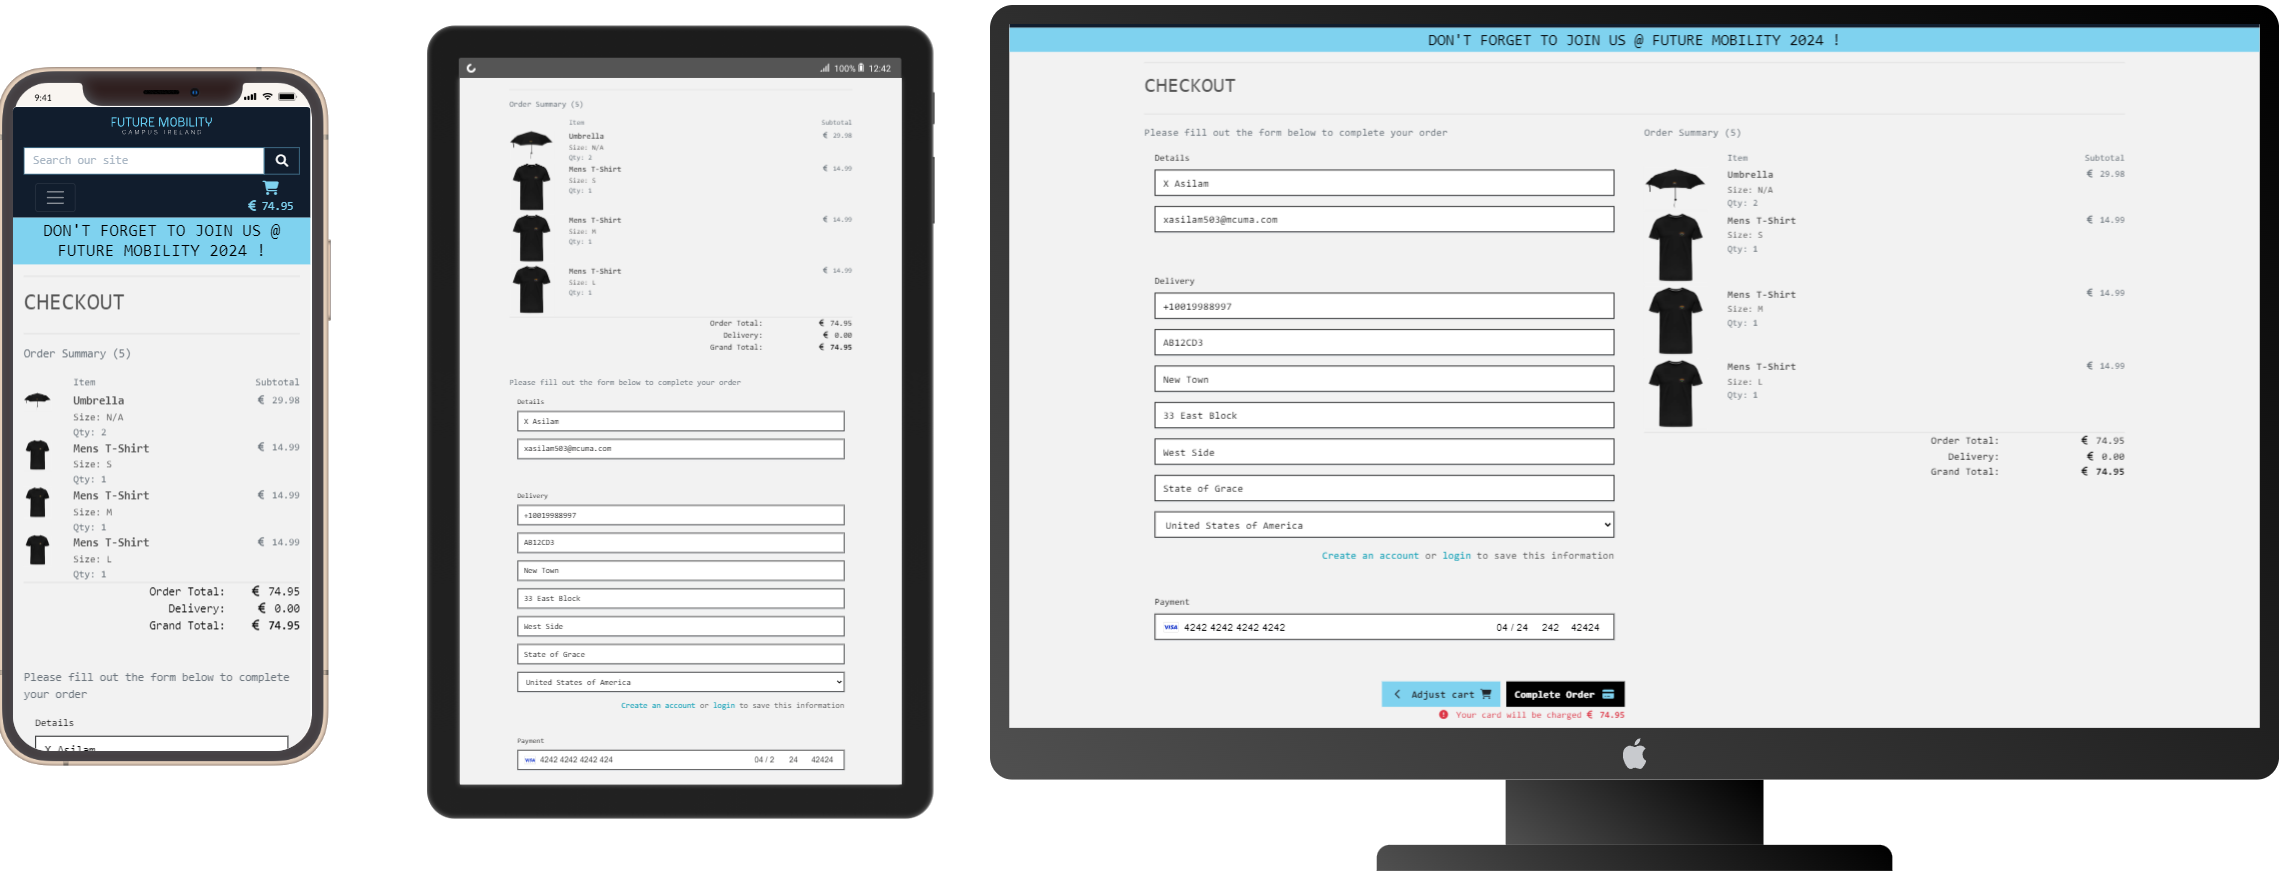 9:41
FUTURE MOBILITY
CAMPUS IRELAND
Search our site
€ 74.95
DON'T FORGET TO JOIN US @
FUTURE MOBILITY 2024 !
CHECKOUT
Order Summary (5)
Item Subtotal
Umbrella € 29.98
Size: N/A
Qty: 2
Mens T-Shirt € 14.99
Size: S
Qty: 1
Mens T-Shirt € 14.99
Size: M
Qty: 1
Mens T-Shirt € 14.99
Size: L
Qty: 1
Order Total: € 74.95
Delivery: € 0.00
Grand Total: € 74.95
Please fill out the form below to complete
your order
Details
X Asilam
100% 12:42
Order Summary (5)
Item Subtotal
Umbrella € 29.98
Size: N/A
Qty: 2
Mens T-Shirt € 14.99
Size: S
Qty: 1
Mens T-Shirt € 14.99
Size: M
Qty: 1
Mens T-Shirt € 14.99
Size: L
Qty: 1
Order Total: € 74.95
Delivery: € 0.00
Grand Total: € 74.95
Please fill out the form below to complete your order
Details
X Asilam
xasilam503@mcuma.com
Delivery
+10019988997
AB12CD3
New Town
33 East Block
West Side
State of Grace
United States of America
Create an account or login to save this information
Payment
VISA 4242 4242 4242 424 04 / 2 24 42424
DON'T FORGET TO JOIN US @ FUTURE MOBILITY 2024 !
CHECKOUT
Please fill out the form below to complete your order
Details
X Asilam
xasilam503@mcuma.com
Delivery
+10019988997
AB12CD3
New Town
33 East Block
West Side
State of Grace
United States of America
Create an account or login to save this information
Payment
VISA 4242 4242 4242 4242 04 / 24 242 42424
Adjust cart Complete Order
Your card will be charged € 74.95
Order Summary (5)
Item Subtotal
Umbrella € 29.98
Size: N/A
Qty: 2
Mens T-Shirt € 14.99
Size: S
Qty: 1
Mens T-Shirt € 14.99
Size: M
Qty: 1
Mens T-Shirt € 14.99
Size: L
Qty: 1
Order Total: € 74.95
Delivery: € 0.00
Grand Total: € 74.95